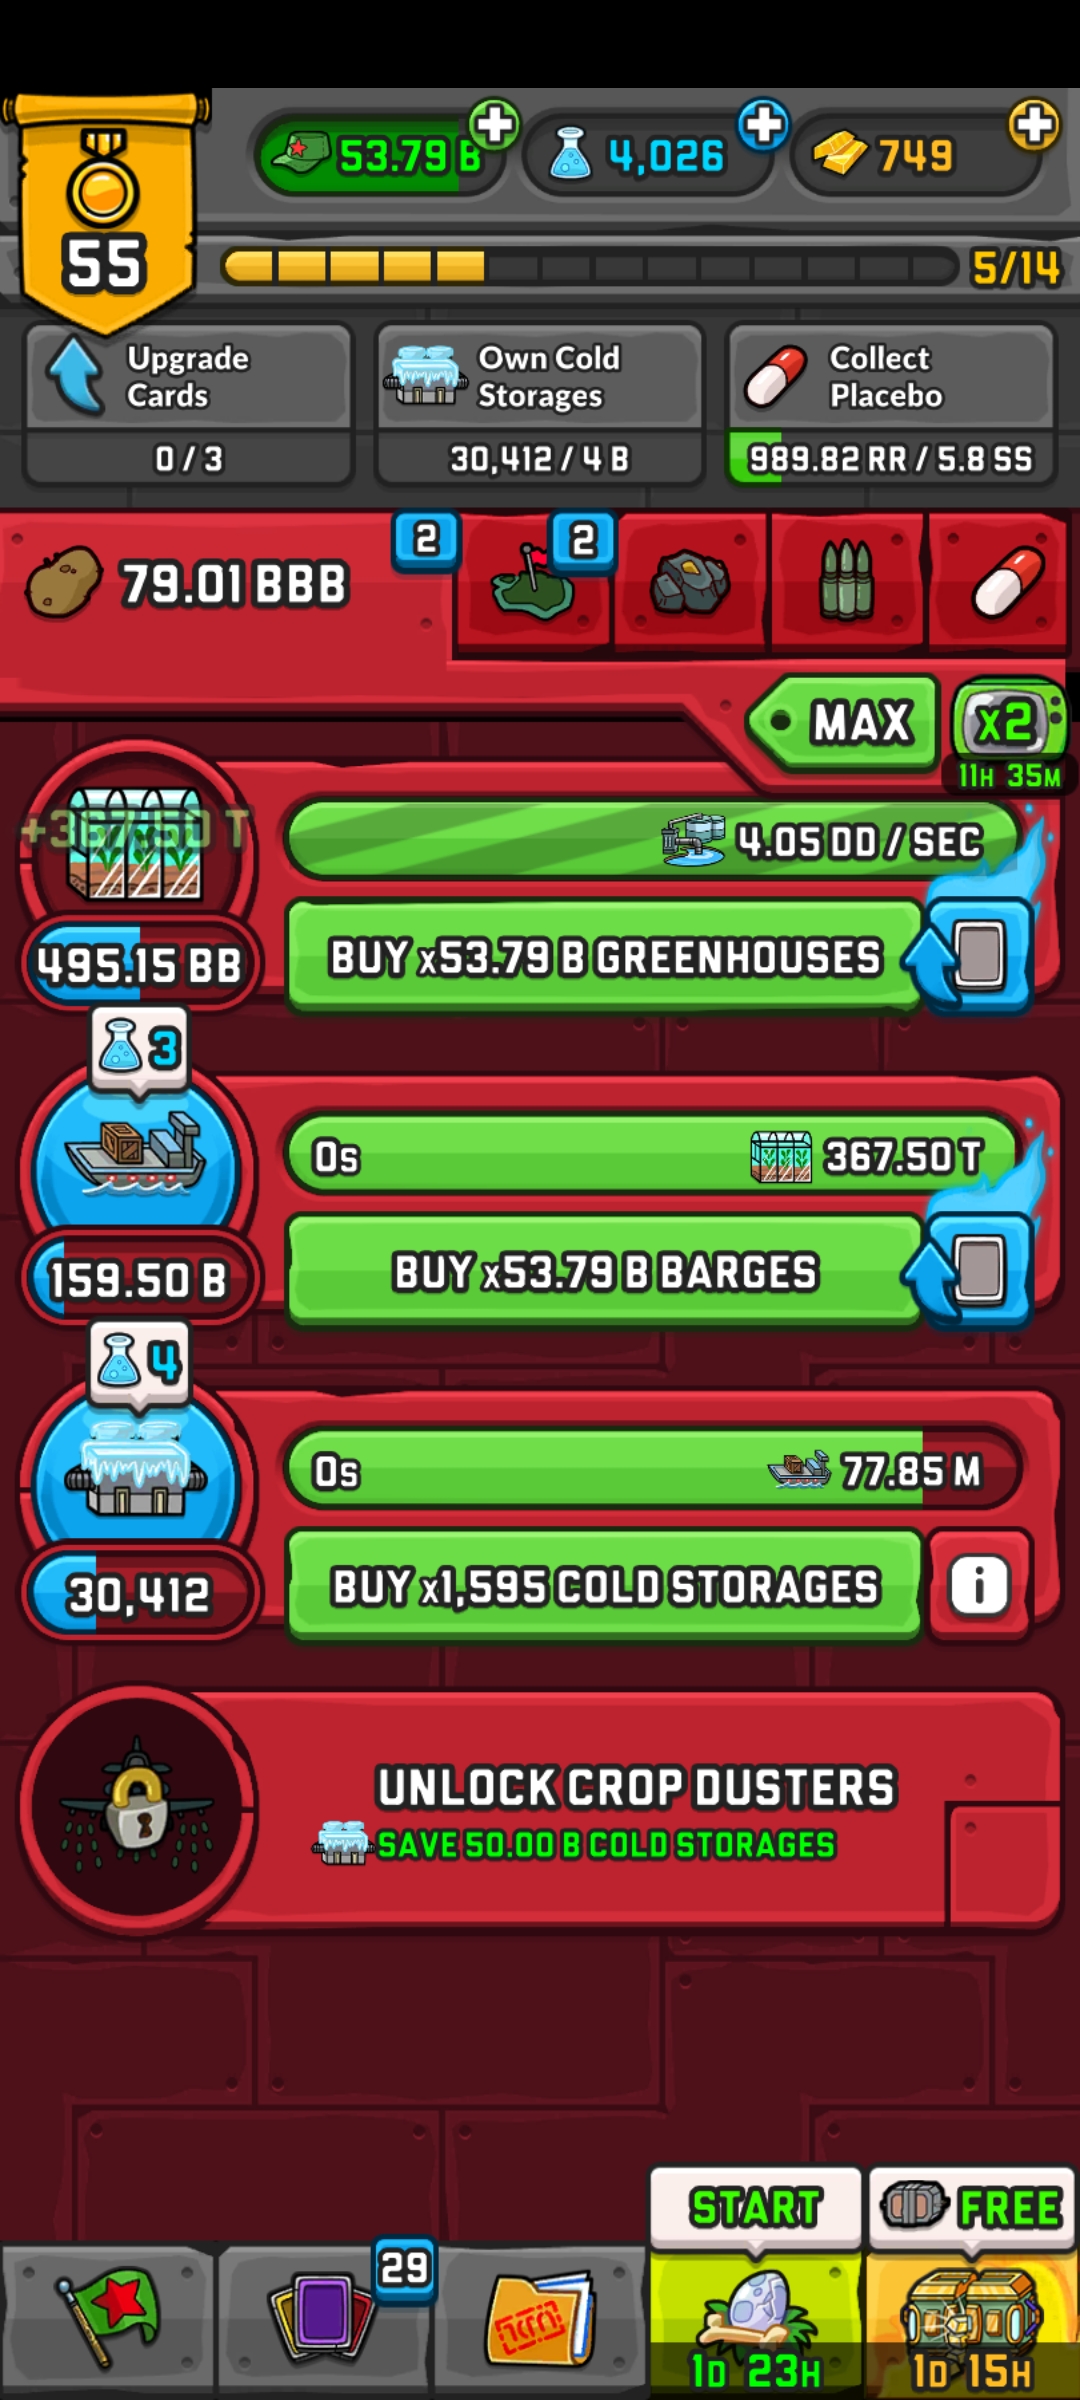 53.79 B
4,026
749
55
5/14
Upgrade
Cards
0 / 3
Own Cold
Storages
30,412 / 4 B
Collect
Placebo
989.82 RR / 5.8 SS
79.01 BBB
2
2
MAX
X2
11H 35M
+367.50 T
495.15 BB
4.05 DD / SEC
BUY x53.79 B GREENHOUSES
3
159.50 B
0s
367.50 T
BUY x53.79 B BARGES
4
30,412
0s
77.85 M
BUY x1,595 COLD STORAGES
i
UNLOCK CROP DUSTERS
SAVE 50.00 B COLD STORAGES
START
FREE
29
1D 23H
1D 15H